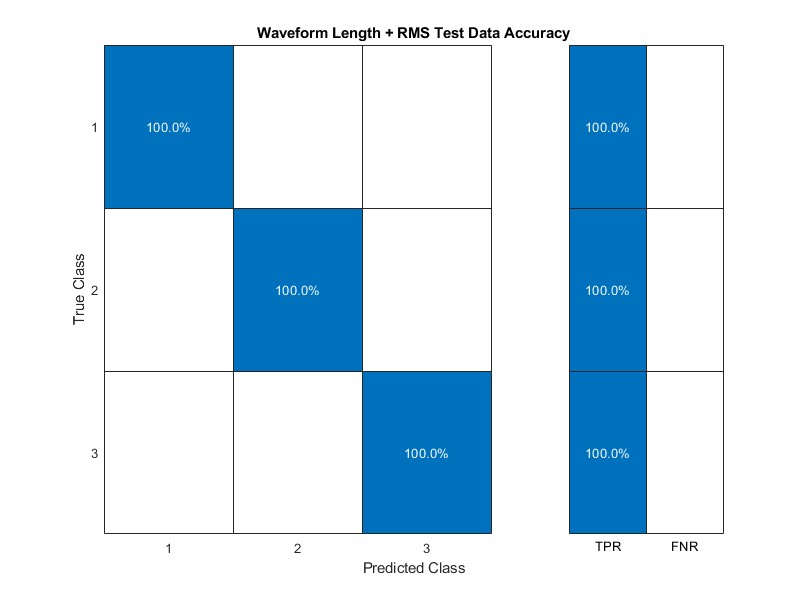 Waveform Length + RMS Test Data Accuracy
1
100.0%
100.0%
True Class
2
100.0%
100.0%
3
100.0%
100.0%
1
2
3
TPR
FNR
Predicted Class